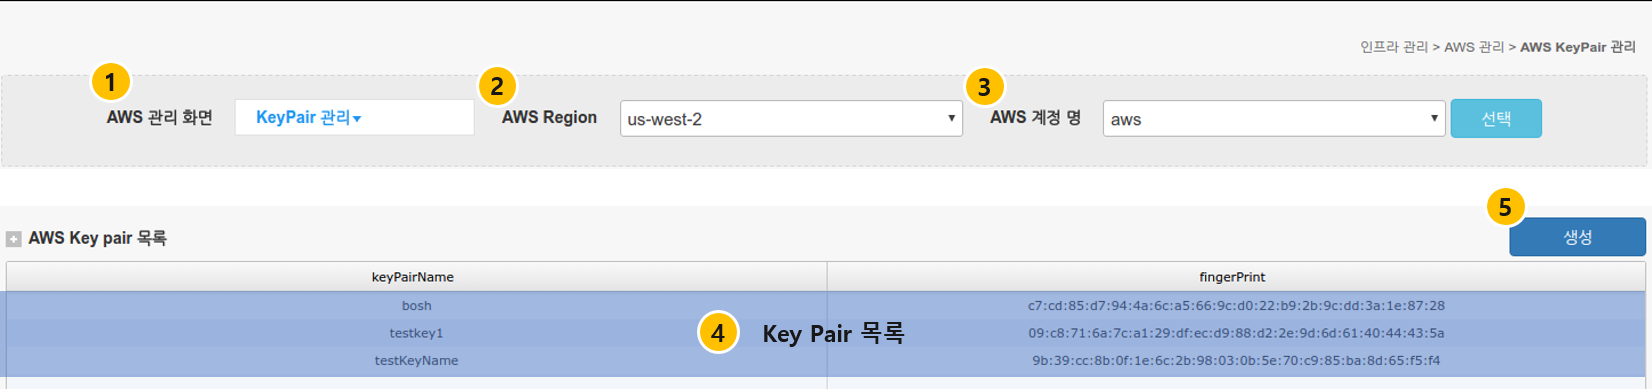 인프라 관리 > AWS 관리 > AWS KeyPair 관리
1 2 3
AWS 관리 화면 KeyPair 관리 AWS Region us-west-2 AWS 계정 명 aws 선택
5
AWS Key pair 목록 생성
keyPairName fingerPrint
bosh c7:cd:85:d7:94:4a:6c:a5:66:9c:d0:22:b9:2b:9c:dd:3a:1e:87:28
testkey1 09:c8:71:6a:7c:a1:29:df:ec:d9:88:d2:2e:9d:6d:61:40:44:43:5a
4 Key Pair 목록
testKeyName 9b:39:cc:8b:0f:1e:6c:2b:98:03:0b:5e:70:c9:85:ba:8d:65:f5:f4